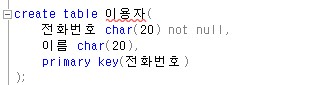 create table 이용자(
전화번호 char(20) not null,
이름 char(20),
primary key(전화번호)
);